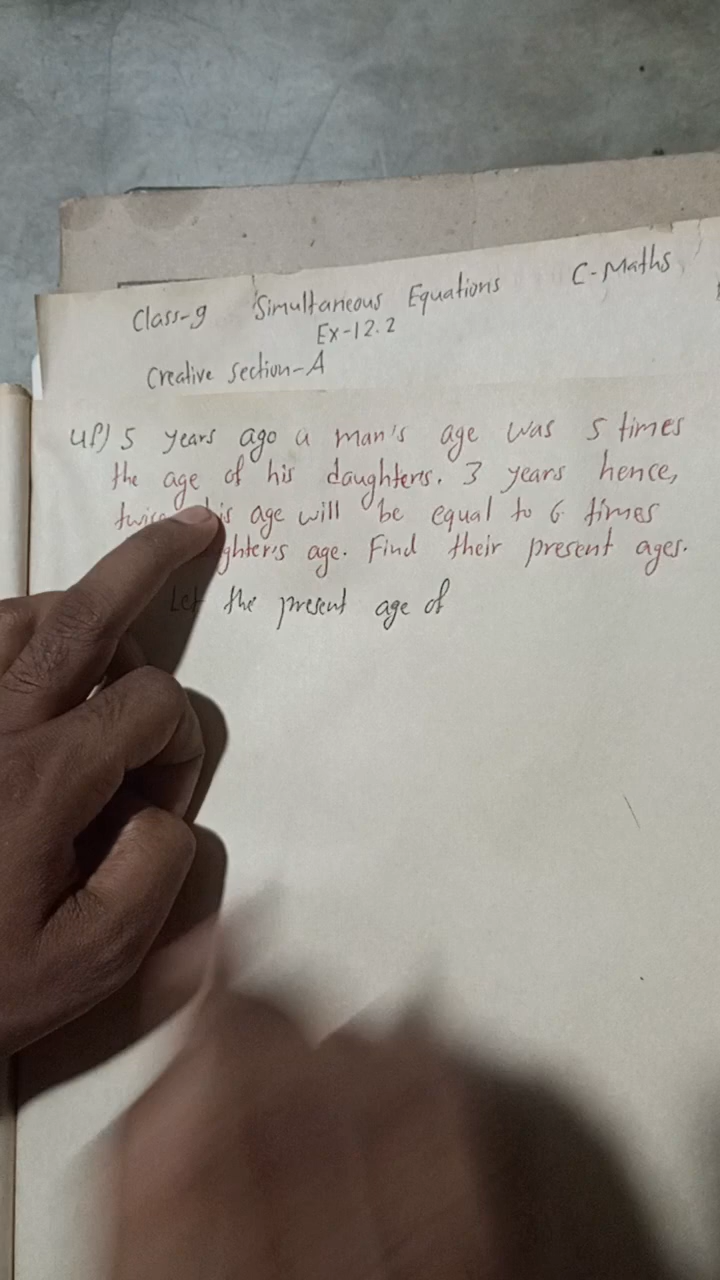 Class-9 Simultaneous Equations C-Maths
Ex-12.2
Creative section-A
5 years ago a man's age was 5 times
the age of his daughters. 3 years hence,
age will be equal to 6 times
age. Find their present ages.
Let the present age of